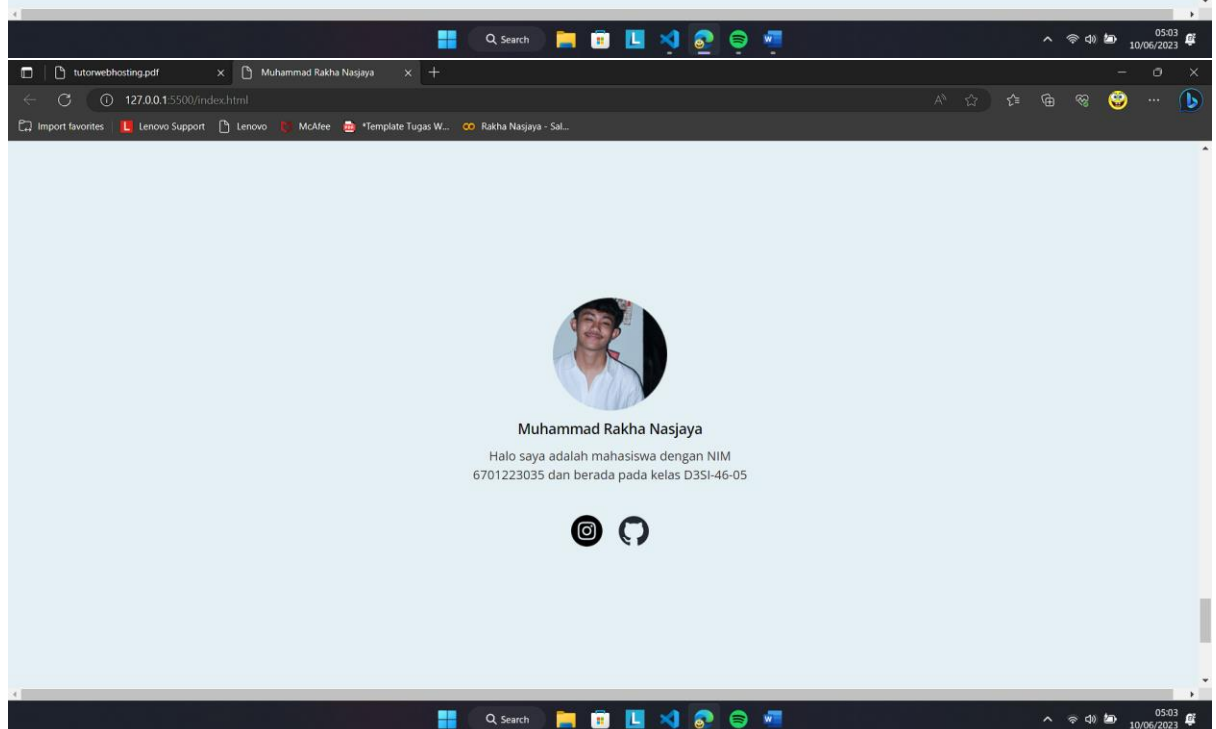 Search
05:03
10/06/2023
tutorwebhosting.pdf
Muhammad Rakha Nasjaya
127.0.0.1:5500/index.html
Import favorites
Lenovo Support
Lenovo
McAfee
*Template Tugas W...
Rakha Nasjaya - Sal...
Muhammad Rakha Nasjaya
Halo saya adalah mahasiswa dengan NIM
6701223035 dan berada pada kelas D3SI-46-05
Search
05:03
10/06/2023